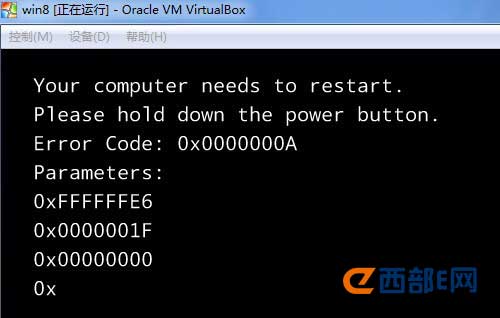 win8 [正在运行] - Oracle VM VirtualBox
控制(M) 设备(D) 帮助(H)
Your computer needs to restart.
Please hold down the power button.
Error Code: 0x0000000A
Parameters:
0xFFFFFFE6
0x0000001F
0x00000000
0x
西部e网